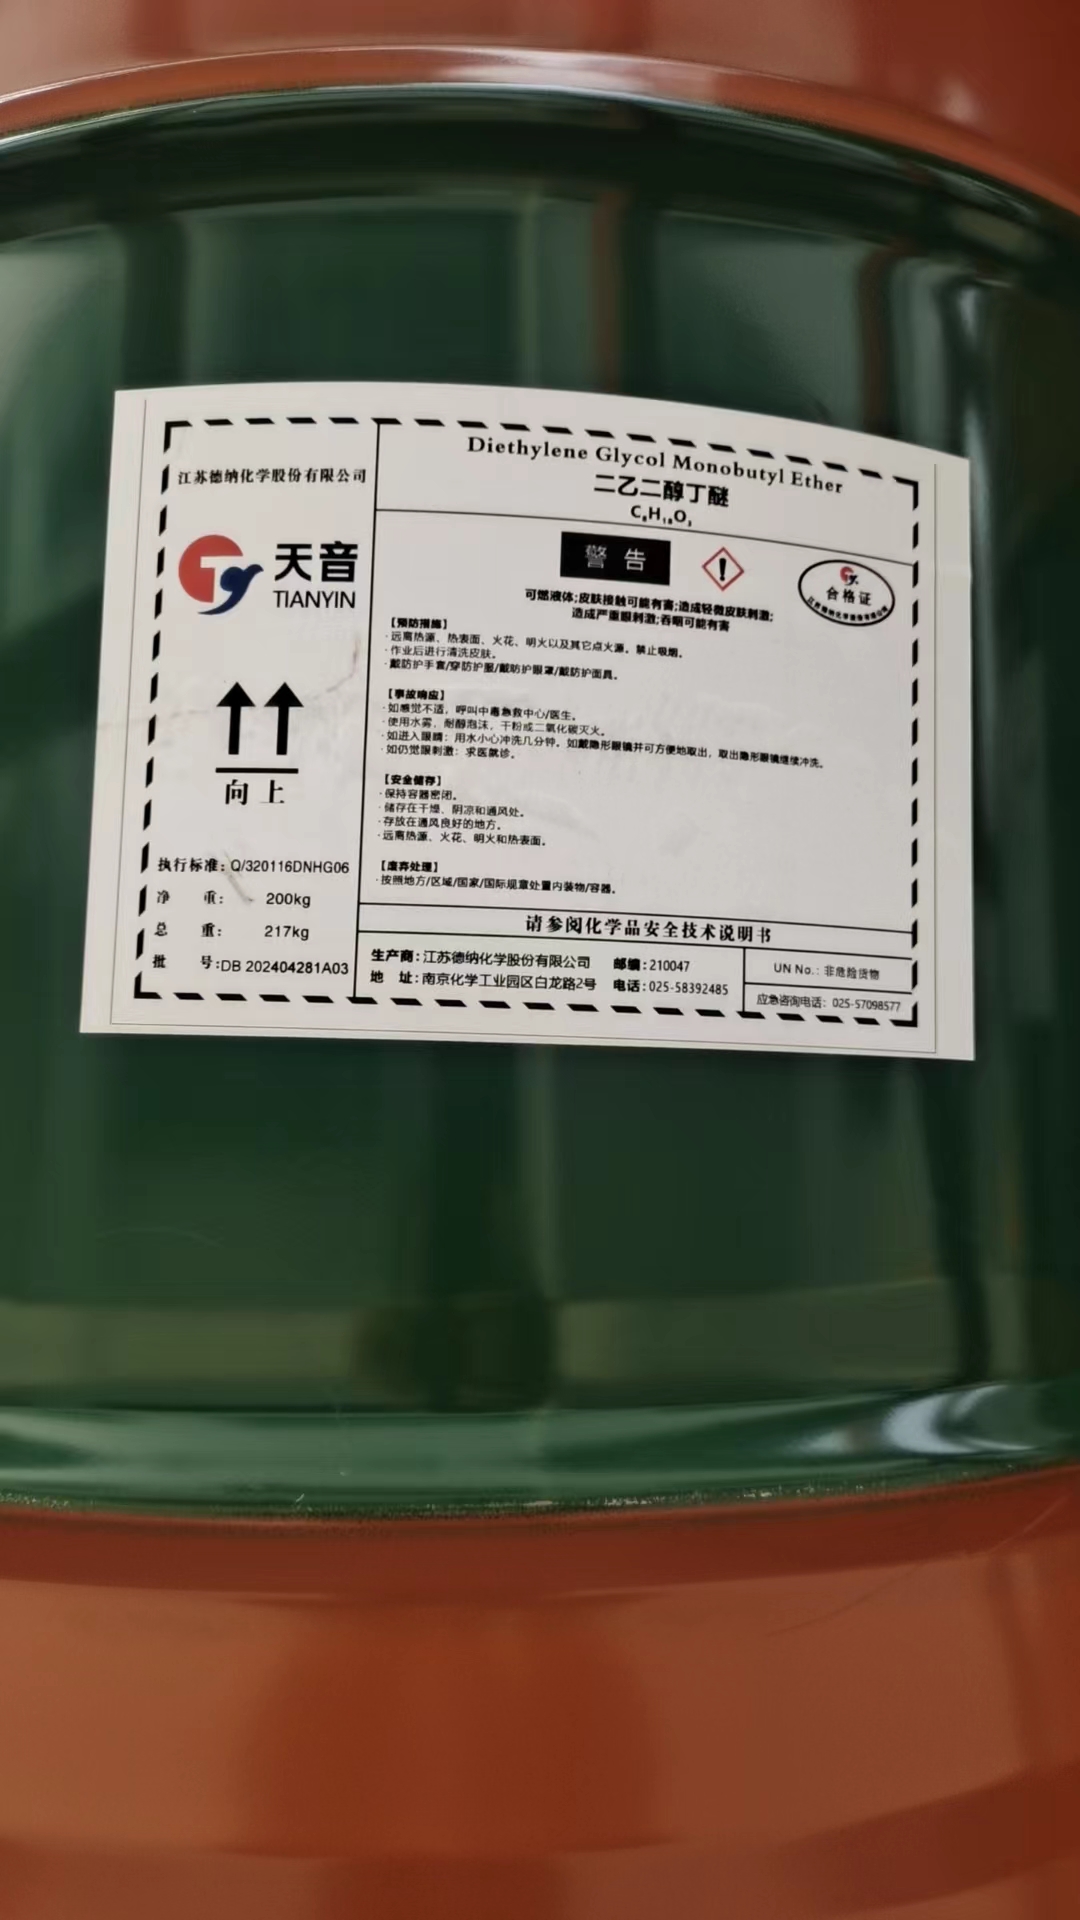 江苏德纳化学股份有限公司
天音
TIANYIN
向上
执行标准：Q/320116DNHG06
净 重： 200kg
总 重： 217kg
批 号：DB 202404281A03
Diethylene Glycol Monobutyl Ether
二乙二醇丁醚
C₈H₁₈O₃
警告
合格证
江苏德纳化学股份有限公司
可燃液体；皮肤接触可能有害；造成轻微皮肤刺激；
造成严重眼刺激；吞咽可能有害
【预防措施】
·远离热源、热表面、火花、明火以及其它点火源。禁止吸烟。
·作业后进行清洗皮肤。
·戴防护手套/穿防护服/戴防护眼罩/戴防护面具。
【事故响应】
·如感觉不适，呼叫中毒急救中心/医生。
·使用水雾，耐醇泡沫，干粉或二氧化碳灭火。
·如进入眼睛：用水小心冲洗几分钟。如戴隐形眼镜并可方便地取出，取出隐形眼镜继续冲洗。
·如仍觉眼刺激：求医就诊。
【安全储存】
·保持容器密闭。
·储存在干燥、阴凉和通风处。
·存放在通风良好的地方。
·远离热源、火花、明火和热表面。
【废弃处理】
·按照地方/区域/国家/国际规章处置内装物/容器。
请参阅化学品安全技术说明书
生产商：江苏德纳化学股份有限公司 邮编：210047
地 址：南京化学工业园区白龙路2号 电话：025-58392485
UN No.：非危险货物
应急咨询电话：025-57098577